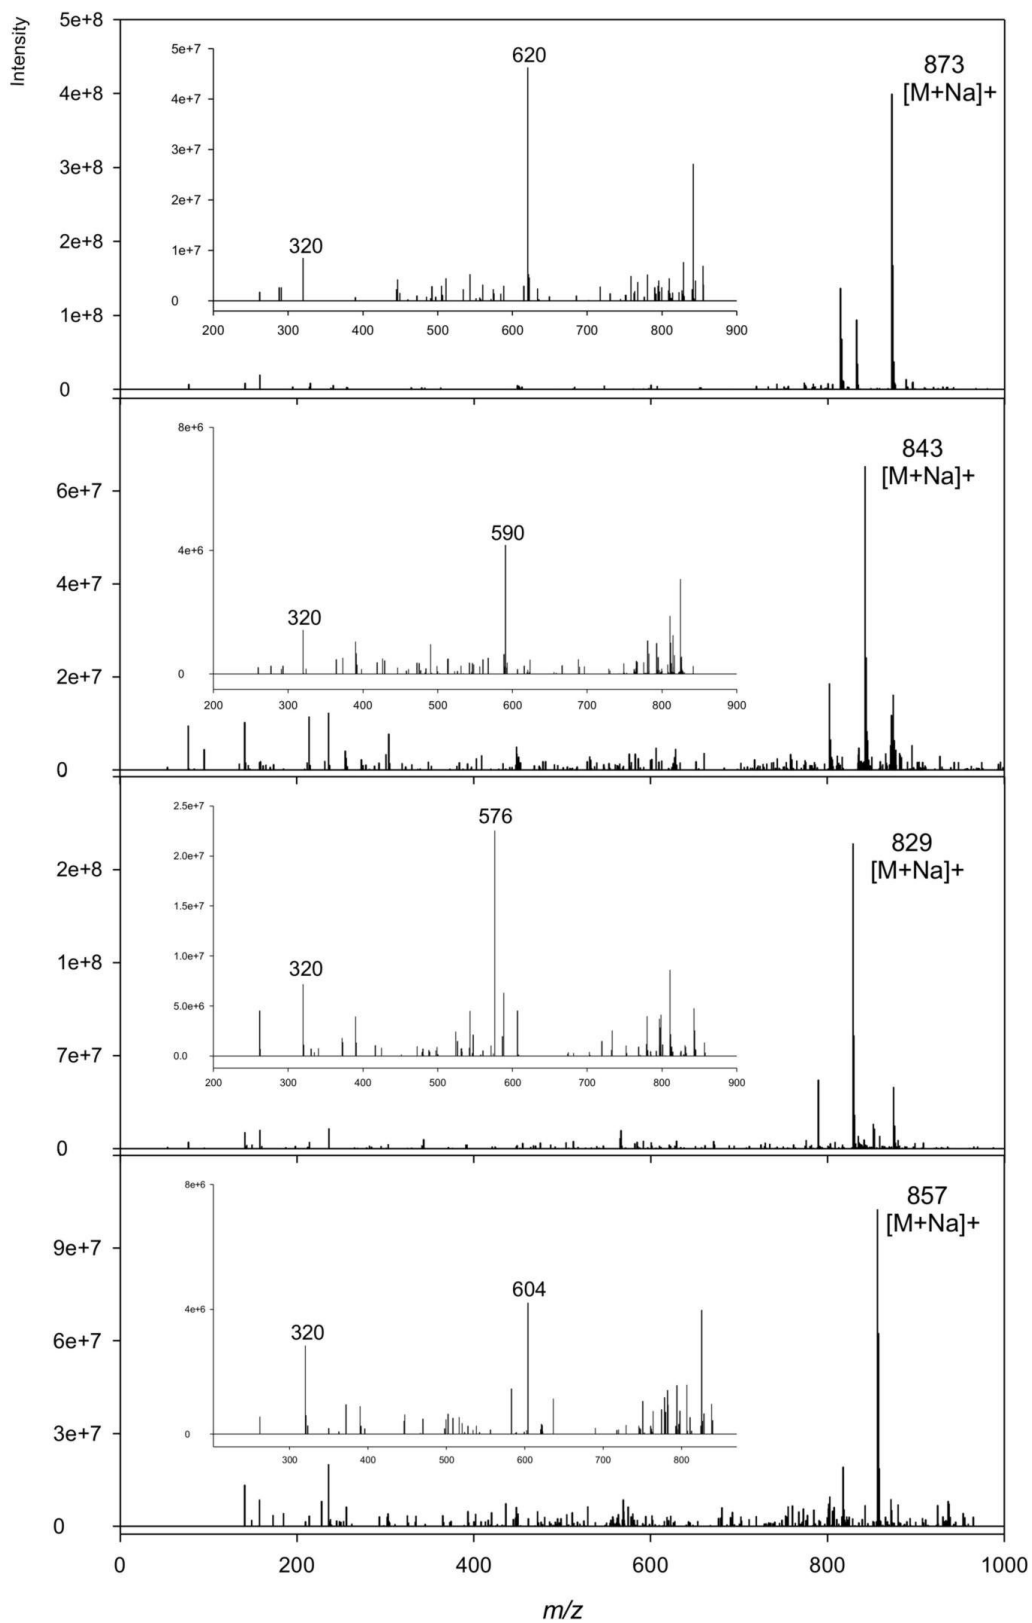 Intensity
5e+8
4e+8
3e+8
2e+8
1e+8
0
873
[M+Na]+
5e+7
4e+7
3e+7
2e+7
1e+7
0
620
320
200 300 400 500 600 700 800 900
6e+7
4e+7
2e+7
0
843
[M+Na]+
8e+6
4e+6
0
590
320
200 300 400 500 600 700 800 900
2e+8
1e+8
7e+7
0
829
[M+Na]+
2.5e+7
2.0e+7
1.5e+7
1.0e+7
5.0e+6
0.0
576
320
200 300 400 500 600 700 800 900
9e+7
6e+7
3e+7
0
857
[M+Na]+
8e+6
4e+6
0
604
320
300 400 500 600 700 800
0 200 400 600 800 1000
m/z